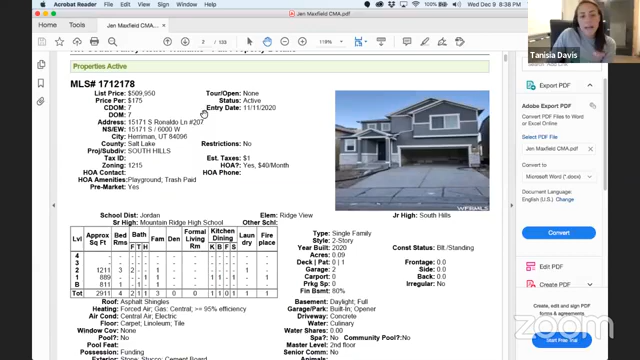 Acrobat Reader File Edit View Window Help
Wed Dec 9 8:38 PM
Jen Maxfield CMA.pdf
Home Tools Jen Maxfield CMA.pdf ×
2 / 133
119%
Tanisia Davis
Properties Active
MLS# 1712178
List Price: $509,950 Tour/Open: None
Price Per: $175 Status: Active
CDOM: 7 Entry Date: 11/11/2020
DOM: 7
Address: 15171 S Ronaldo Ln #207
NS/EW: 15171 S / 6000 W
City: Herriman, UT 84096
County: Salt Lake Restrictions: No
Proj/Subdiv: SOUTH HILLS
Tax ID: Est. Taxes: $1
Zoning: 1215 HOA?: Yes, $40/Month
HOA Contact: HOA Phone:
HOA Amenities: Playground, Trash Paid
Pre-Market: Yes
WFRMLS
School Dist: Jordan Elem: Ridge View Jr High: South Hills
Sr High: Mountain Ridge High School Other Schl:
Lvl Approx Sq Ft Bed Rms Bath F T H Fam Den Formal Living Rm Kitchen Dining K B F S Laun dry Fire place
4
3
2 1211 3 2 - - 1 1
1 889 1 1 1 1 1
B 811 1 1 1
Tot 2911 4 2 1 1 3 0 0 1 1 0 1 1 1
Type: Single Family
Style: 2-Story
Year Built: 2020 Const Status: Blt./Standing
Acres: 0.09
Deck | Pat: 0 | 1 Frontage: 0.0
Garage: 2 Side: 0.0
Carport: 0 Back: 0.0
Prkg Sp: 0 Irregular: No
Fin Bsmt: 80%
Roof: Asphalt Shingles
Heating: Forced Air; Gas: Central; >= 95% efficiency
Air Cond: Central Air; Electric
Floor: Carpet; Linoleum; Tile
Window Cov: None
Pool?: No
Pool Feat:
Possession: Funding
Exterior: Stone; Stucco; Cement Board
Basement: Daylight; Full
Garage/Park: Built-In; Opener
Driveway: Concrete
Water: Culinary
Water Shares: 0.00
Spa?: No Community Pool?: No
Master Level: 2nd floor
Senior Comm: No
Animals:
Export PDF
Adobe Export PDF
Convert PDF Files to Word
or Excel Online
Select PDF File
Jen Maxfield CMA.pdf ×
Convert to
Microsoft Word (*.docx)
Document Language:
English (U.S.) Change
Convert
Edit PDF
Create PDF
Create, edit and sign PDF
forms & agreements
Start Free Trial
zoom